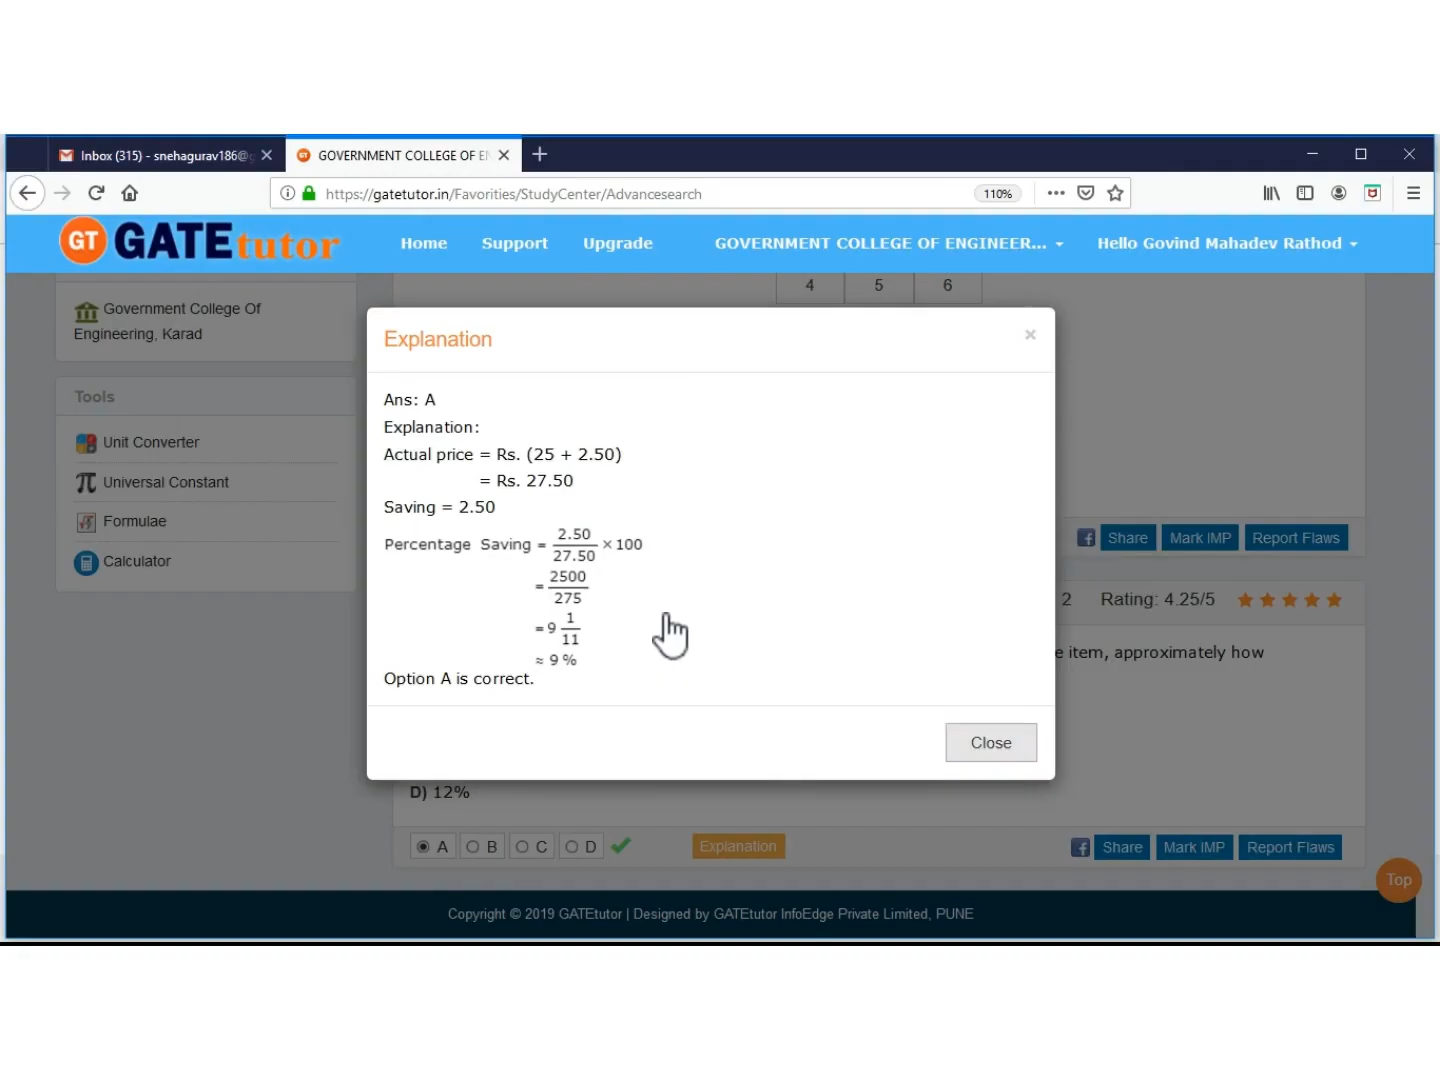 Inbox (315) - snehagurav186@g
GOVERNMENT COLLEGE OF EN
https://gatetutor.in/Favorities/StudyCenter/Advancesearch
110%
GT GATEtutor
Home Support Upgrade GOVERNMENT COLLEGE OF ENGINEER... Hello Govind Mahadev Rathod
Government College Of
Engineering, Karad
Tools
Unit Converter
Universal Constant
Formulae
Calculator
4 5 6
Explanation
×
Ans: A
Explanation:
Actual price = Rs. (25 + 2.50)
= Rs. 27.50
Saving = 2.50
Percentage Saving = 2.50/27.50 × 100
= 2500/275
= 9 1/11
≈ 9 %
Option A is correct.
Close
Share Mark IMP Report Flaws
2 Rating: 4.25/5
e item, approximately how
D) 12%
A B C D Explanation Share Mark IMP Report Flaws
Top
Copyright © 2019 GATEtutor | Designed by GATEtutor InfoEdge Private Limited, PUNE